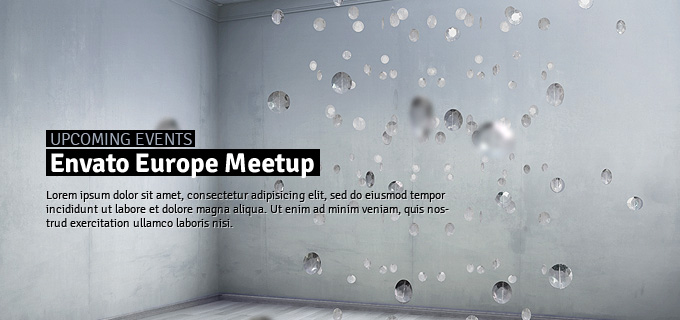 UPCOMING EVENTS
Envato Europe Meetup
Lorem ipsum dolor sit amet, consectetur adipisicing elit, sed do eiusmod tempor
incididunt ut labore et dolore magna aliqua. Ut enim ad minim veniam, quis nos-
trud exercitation ullamco laboris nisi.